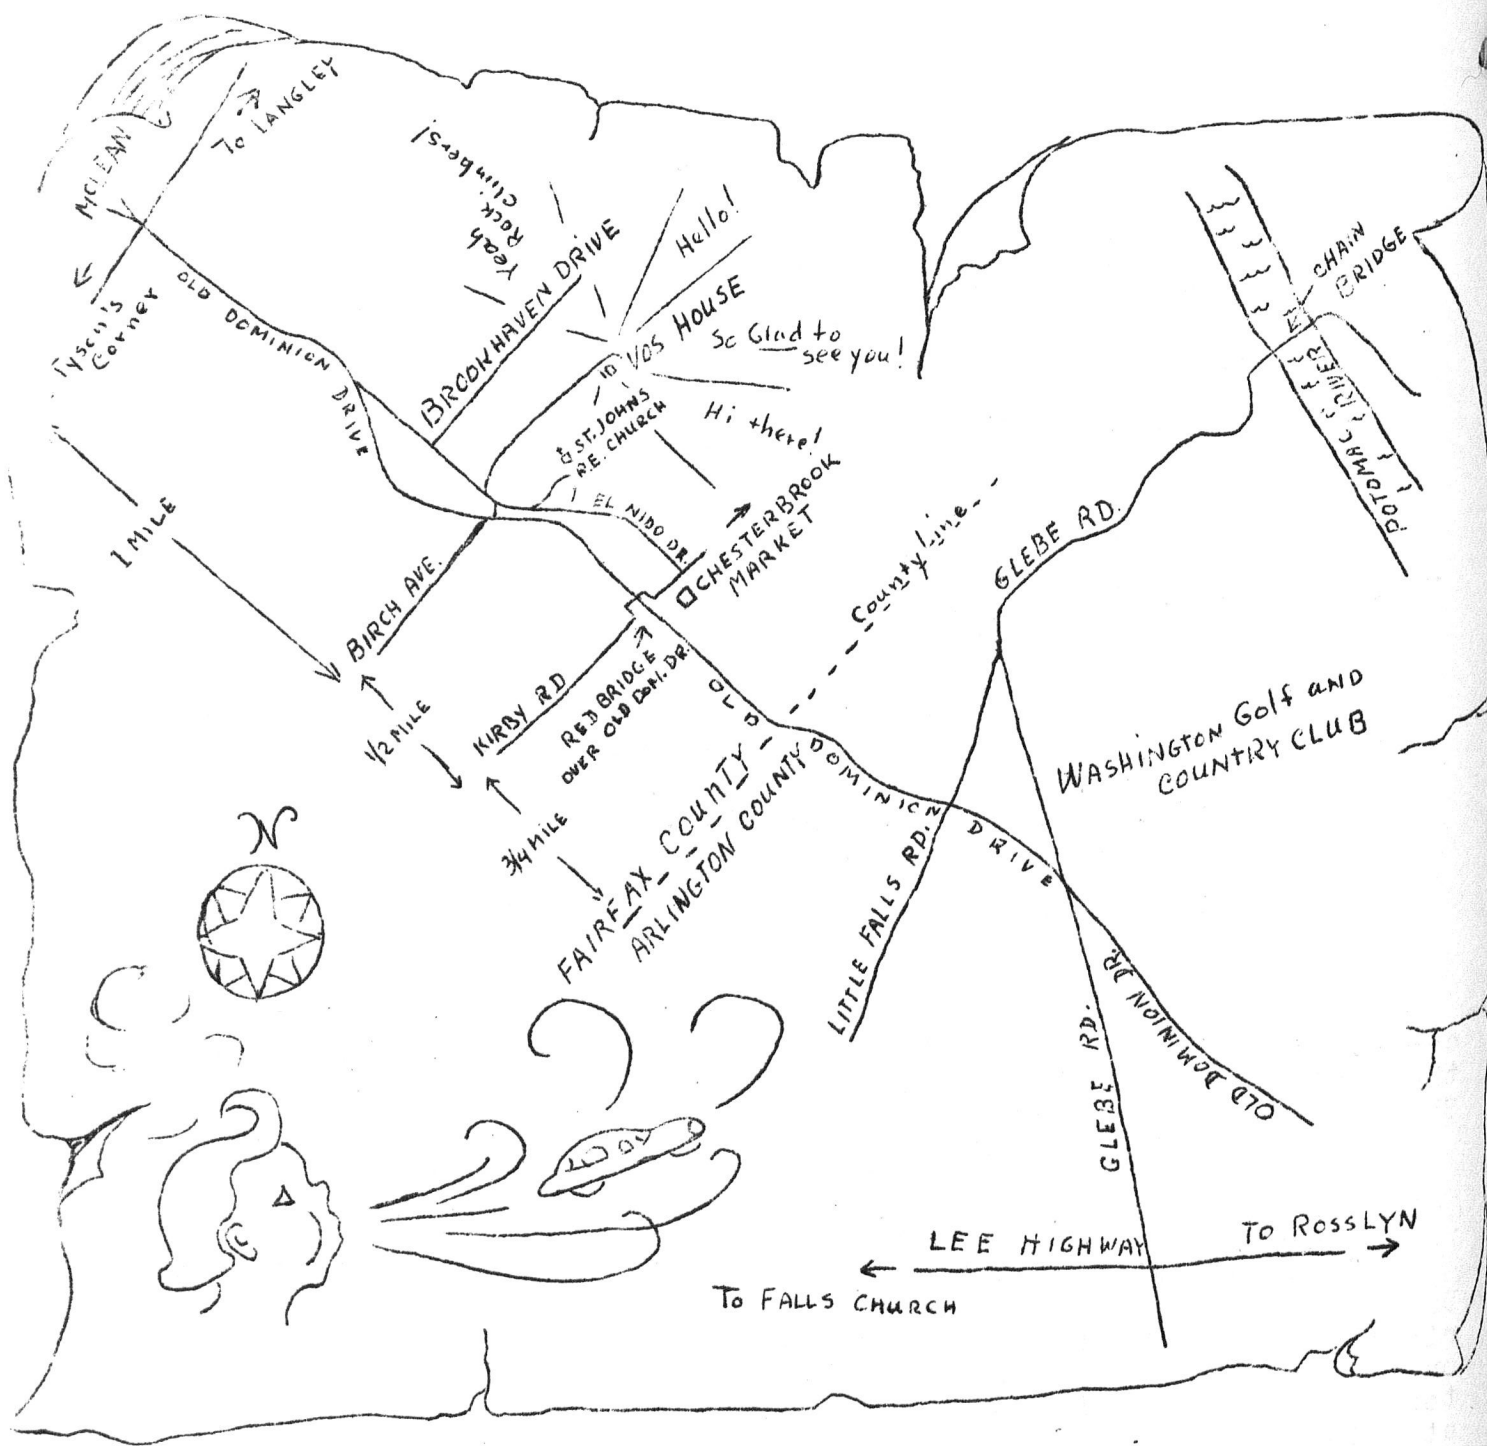 MCLEAN
To LANGLEY
Yeah
Rock
climbers!
Tyson's
Corner
OLD DOMINION DRIVE
BROOKHAVEN DRIVE
Hello!
VOS HOUSE
So Glad to
see you!
Hi there!
ST. JOHNS
P.E. CHURCH
CHAIN
BRIDGE
POTOMAC RIVER
1 MILE
BIRCH AVE.
EL NIDO DR.
CHESTERBROOK
MARKET
County Line
GLEBE RD.
1/2 MILE
KIRBY RD
RED BRIDGE
OVER OLD DOM. DR.
OLD DOMINION DRIVE
WASHINGTON Golf AND
COUNTRY CLUB
N
3/4 MILE
FAIRFAX COUNTY
ARLINGTON COUNTY
LITTLE FALLS RD.
GLEBE RD.
OLD DOMINION DR.
LEE HIGHWAY
To ROSSLYN
To FALLS CHURCH